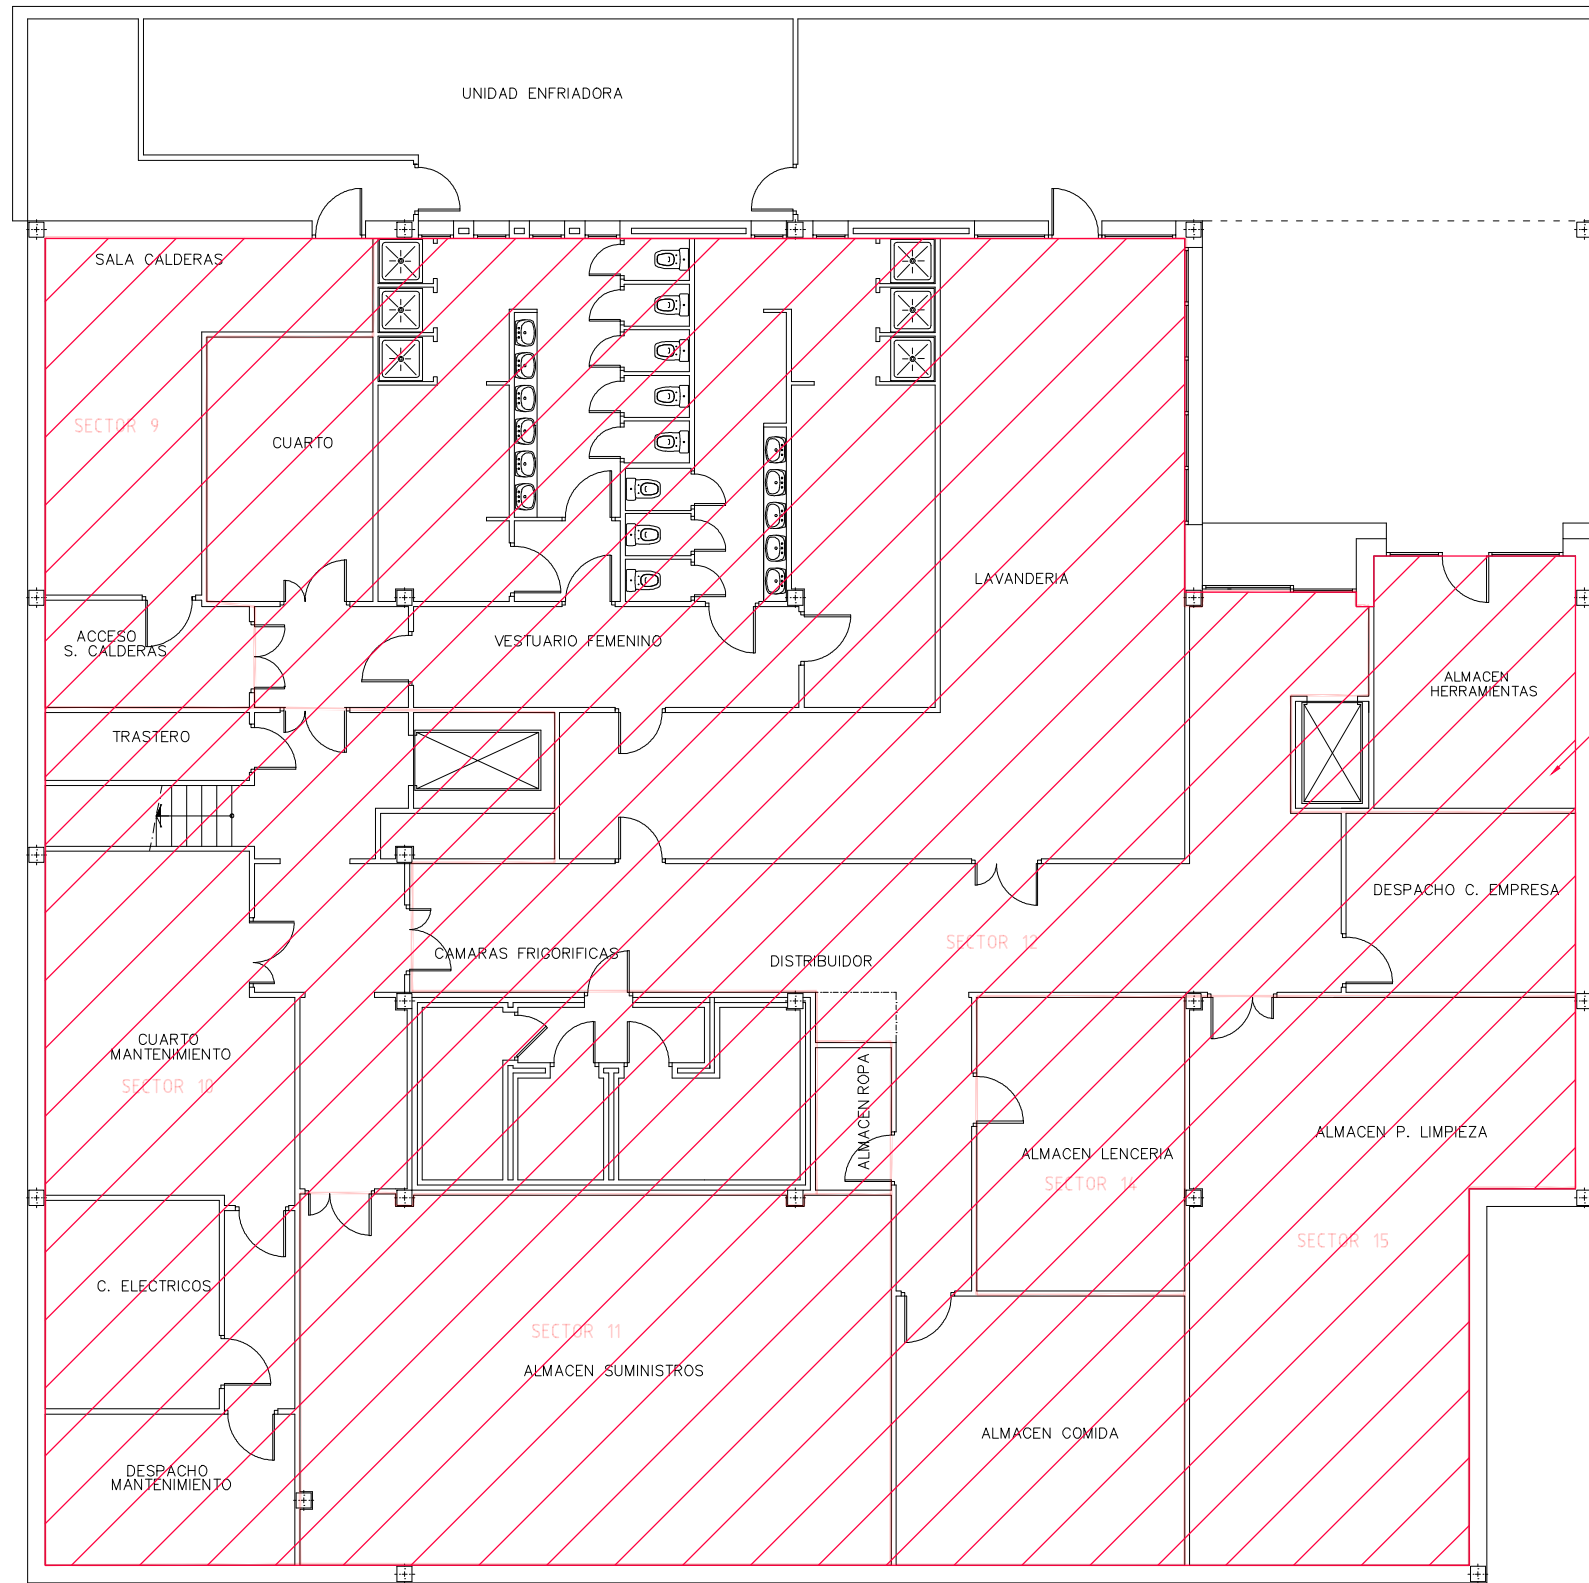 UNIDAD ENFRIADORA
SALA CALDERAS
SECTOR 9
CUARTO
LAVANDERIA
ACCESO
S. CALDERAS
VESTUARIO FEMENINO
ALMACEN
HERRAMIENTAS
TRASTERO
DESPACHO C. EMPRESA
SECTOR 12
CAMARAS FRIGORIFICAS
DISTRIBUIDOR
CUARTO
MANTENIMIENTO
SECTOR 10
ALMACEN ROPA
ALMACEN P. LIMPIEZA
ALMACEN LENCERIA
SECTOR 14
SECTOR 15
C. ELECTRICOS
SECTOR 11
ALMACEN SUMINISTROS
ALMACEN COMIDA
DESPACHO
MANTENIMIENTO